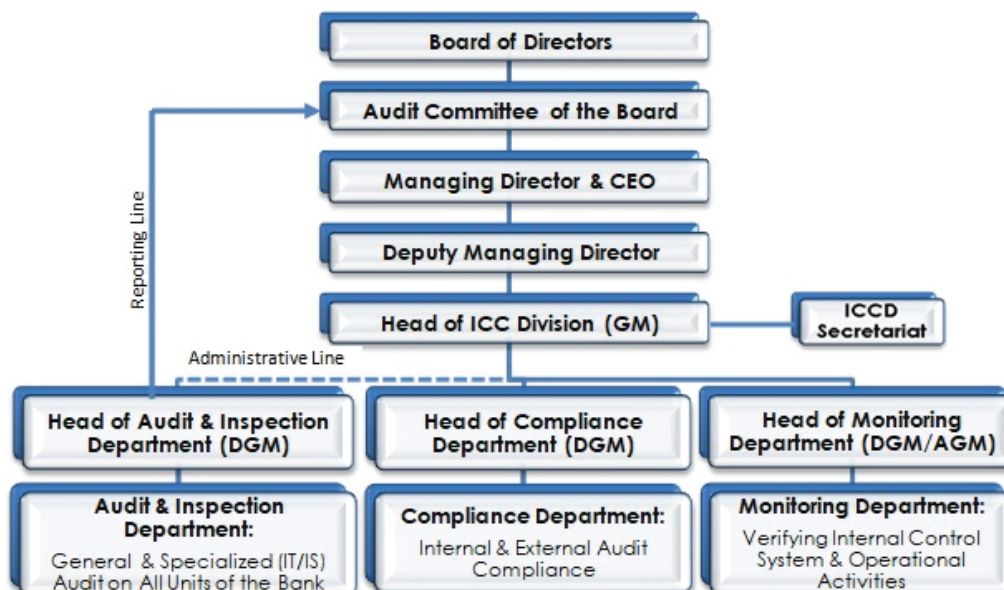 Board of Directors
Audit Committee of the Board
Managing Director & CEO
Deputy Managing Director
Head of ICC Division (GM)
ICCD
Secretariat
Reporting Line
Administrative Line
Head of Audit & Inspection
Department (DGM)
Head of Compliance
Department (DGM)
Head of Monitoring
Department (DGM/AGM)
Audit & Inspection
Department:
General & Specialized (IT/IS)
Audit on All Units of the Bank
Compliance Department:
Internal & External Audit
Compliance
Monitoring Department:
Verifying Internal Control
System & Operational
Activities